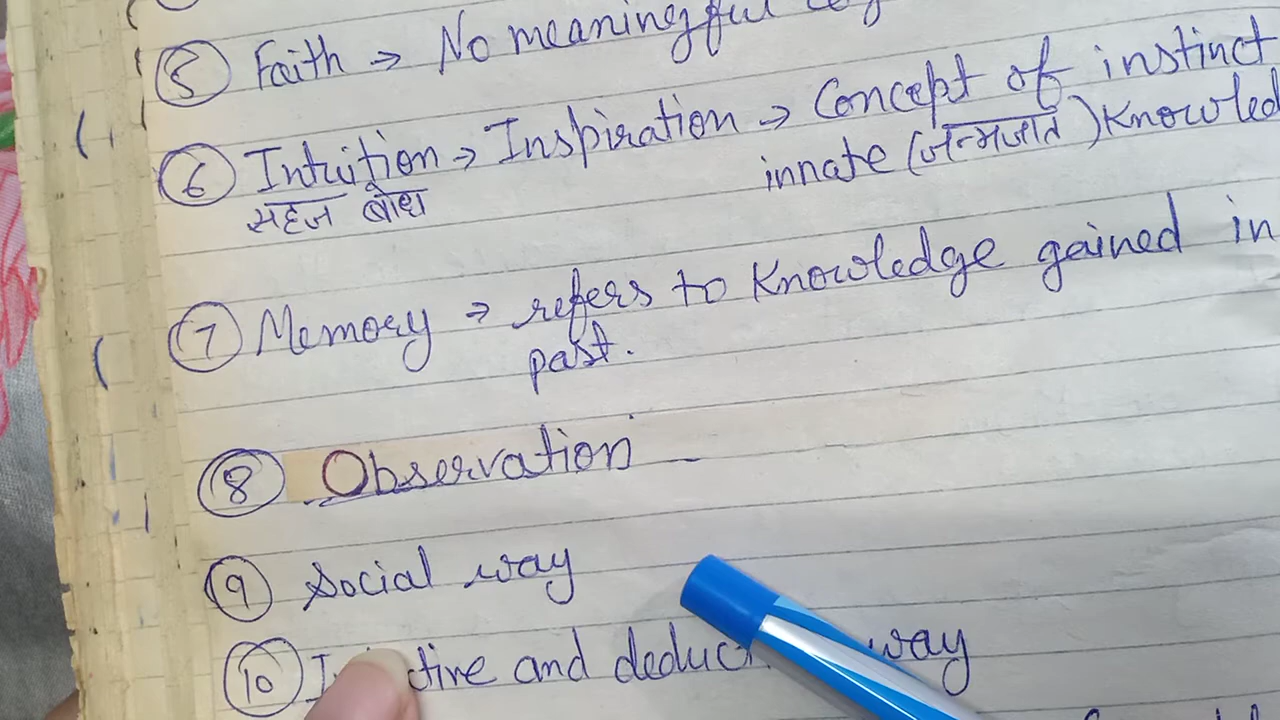 ⑤ Faith → No meaningful
⑥ Intuition → Inspiration → Concept of instinct
सहज बोध innate (जन्मजात) Knowled
⑦ Memory → refers to Knowledge gained in
past.
⑧ Observation -
⑨ Social way
⑩ and way